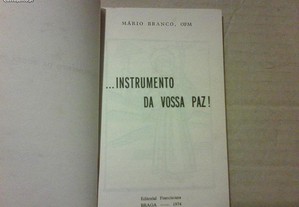 MÁRIO BRANCO, OFM
...INSTRUMENTO
DA VOSSA PAZ!
Editorial Franciscana
BRAGA — 1974